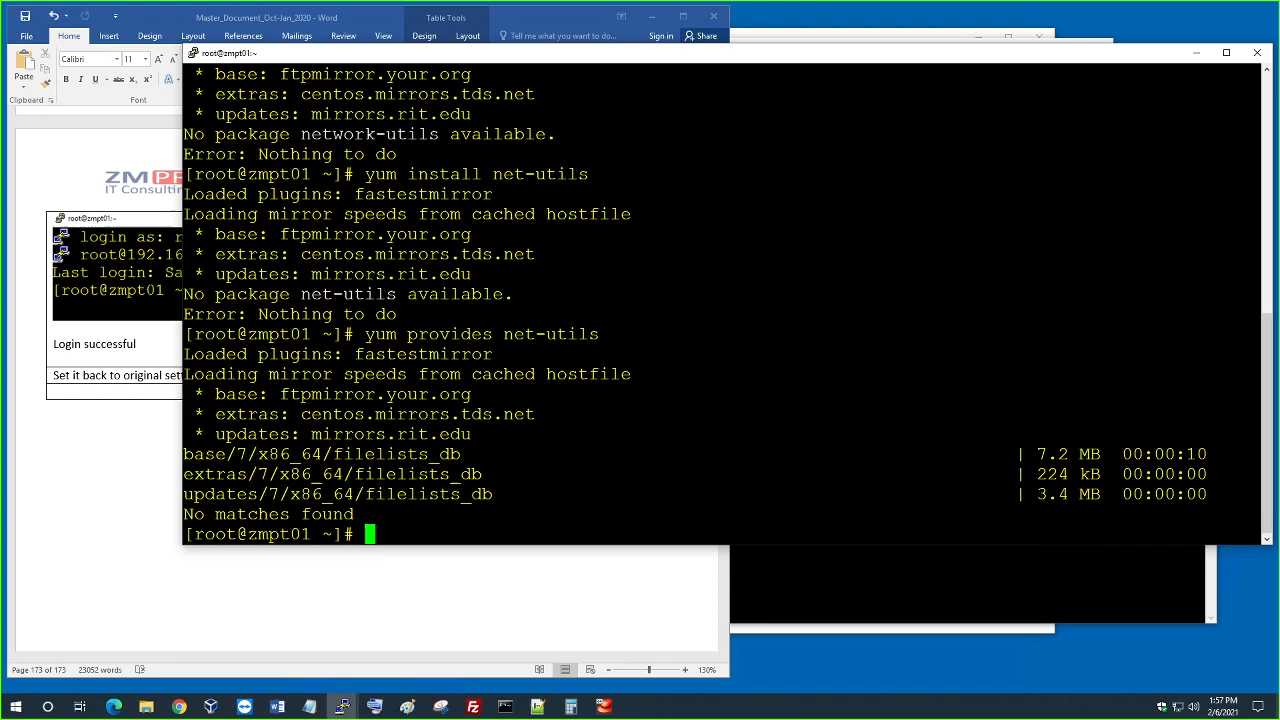 Master_Document_Oct-Jan_2020 - Word
Table Tools
File Home Insert Design Layout References Mailings Review View Design Layout Tell me what you want to do... Sign in Share
Calibri 11
Paste
B I U abc x₂ x² A
Clipboard
Font
root@zmpt01:~
* base: ftpmirror.your.org
* extras: centos.mirrors.tds.net
* updates: mirrors.rit.edu
No package network-utils available.
Error: Nothing to do
[root@zmpt01 ~]# yum install net-utils
Loaded plugins: fastestmirror
Loading mirror speeds from cached hostfile
* base: ftpmirror.your.org
* extras: centos.mirrors.tds.net
* updates: mirrors.rit.edu
No package net-utils available.
Error: Nothing to do
[root@zmpt01 ~]# yum provides net-utils
Loaded plugins: fastestmirror
Loading mirror speeds from cached hostfile
* base: ftpmirror.your.org
* extras: centos.mirrors.tds.net
* updates: mirrors.rit.edu
base/7/x86_64/filelists_db | 7.2 MB 00:00:10
extras/7/x86_64/filelists_db | 224 kB 00:00:00
updates/7/x86_64/filelists_db | 3.4 MB 00:00:00
No matches found
[root@zmpt01 ~]#
ZM
IT
root@zmpt01:~
login as: r
root@192.16
Last login: Sa
[root@zmpt01 ~
Login successful
Set it back to original
Page 173 of 173 23052 words
130%
1:57 PM
2/6/2021